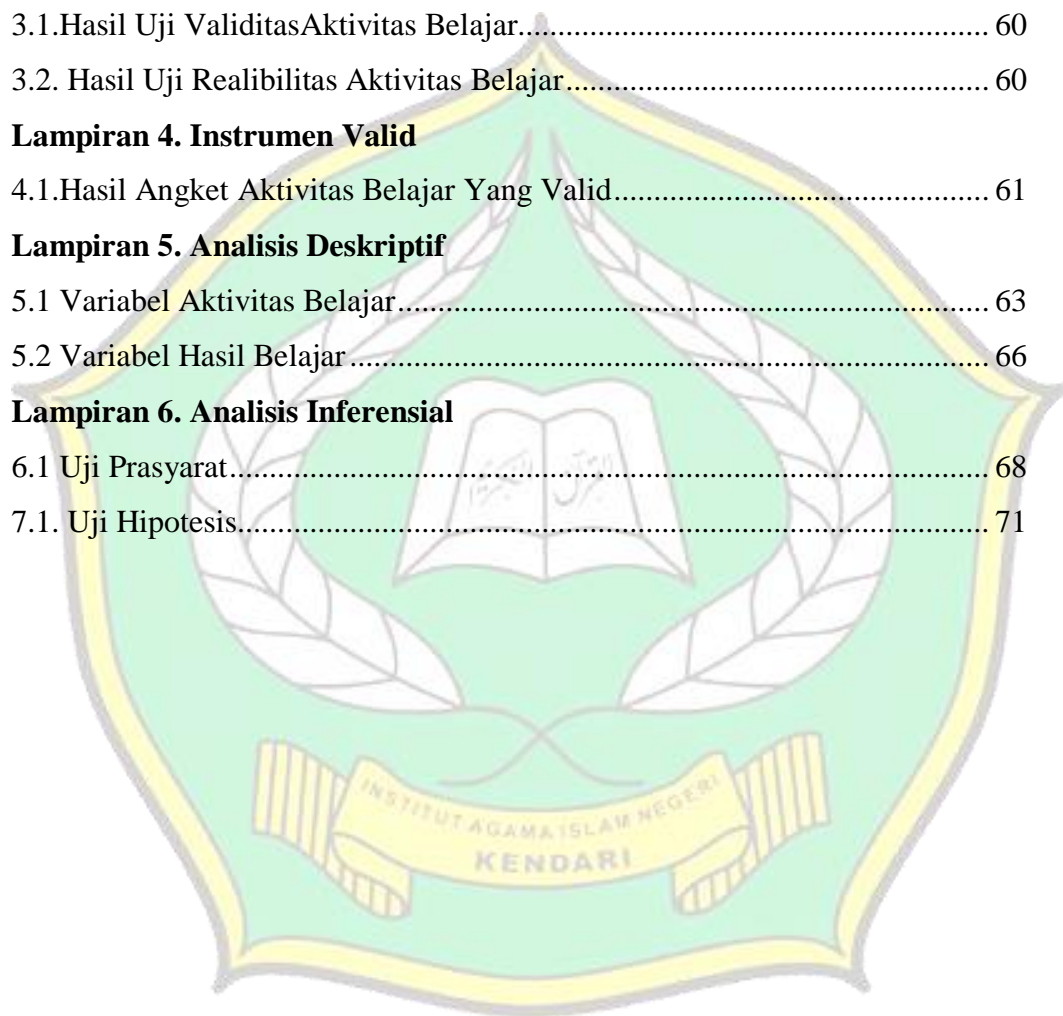 3.1.Hasil Uji ValiditasAktivitas Belajar.................................................. 60
3.2. Hasil Uji Realibilitas Aktivitas Belajar.............................................. 60
Lampiran 4. Instrumen Valid
4.1.Hasil Angket Aktivitas Belajar Yang Valid......................................... 61
Lampiran 5. Analisis Deskriptif
5.1 Variabel Aktivitas Belajar................................................................ 63
5.2 Variabel Hasil Belajar..................................................................... 66
Lampiran 6. Analisis Inferensial
6.1 Uji Prasyarat.................................................................................. 68
7.1. Uji Hipotesis................................................................................. 71
INSTITUT AGAMA ISLAM NEGERI
KENDARI